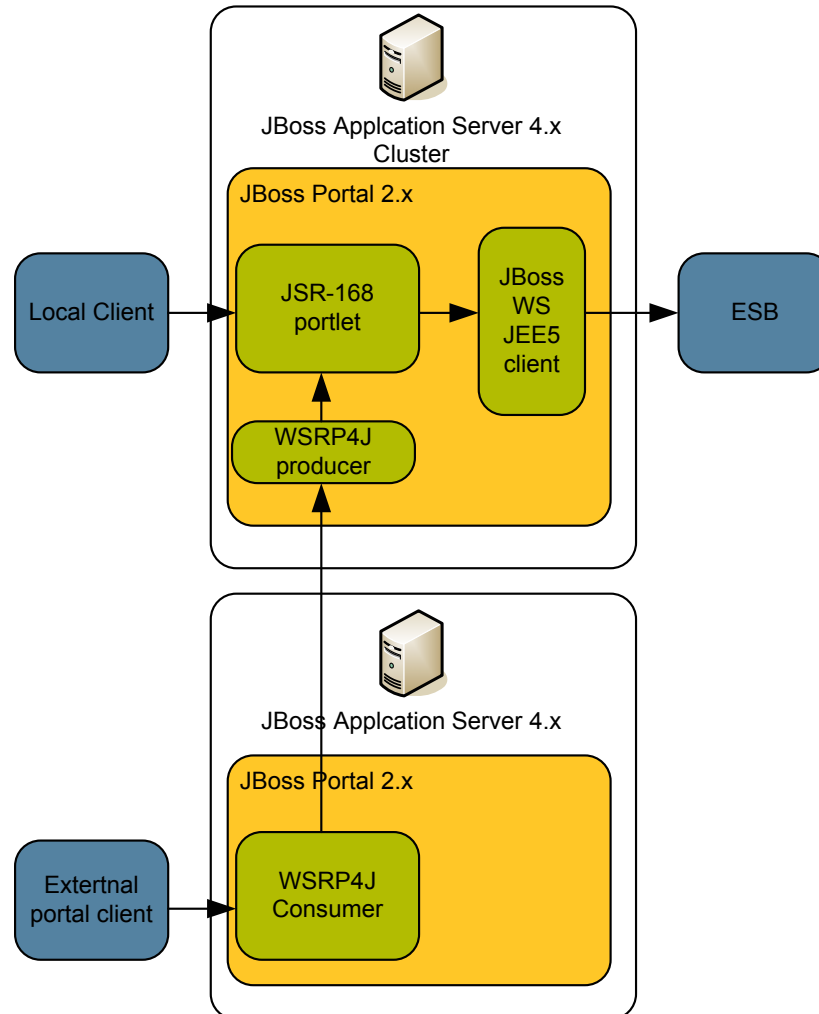 JBoss Applcation Server 4.x
Cluster
JBoss Portal 2.x
Local Client
JSR-168
portlet
JBoss
WS
JEE5
client
ESB
WSRP4J
producer
JBoss Applcation Server 4.x
JBoss Portal 2.x
Extertnal
portal client
WSRP4J
Consumer